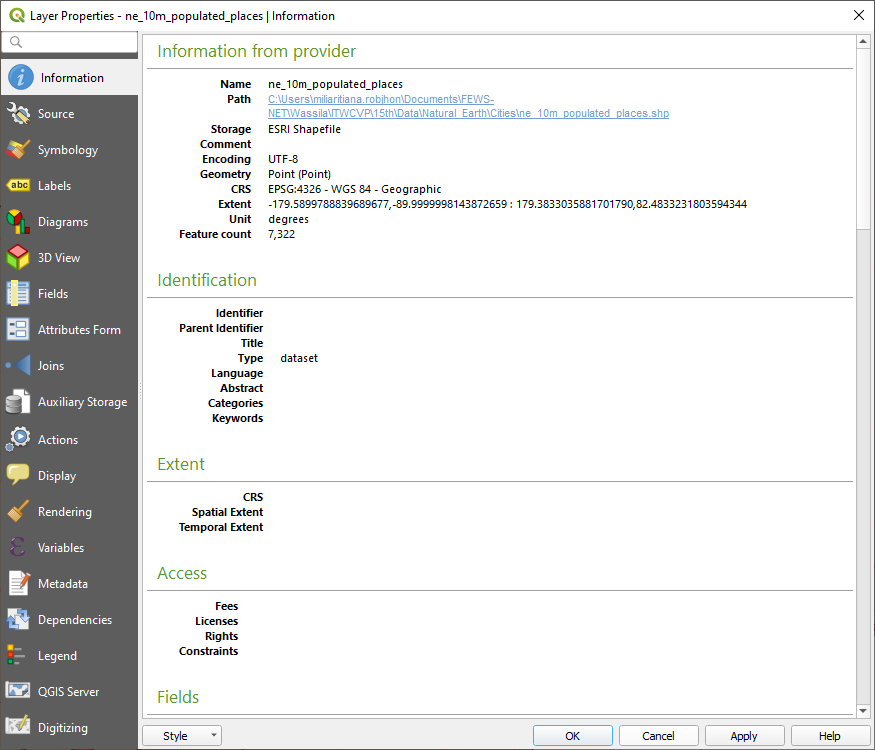 Layer Properties - ne_10m_populated_places | Information
Information
Source
Symbology
abc Labels
Diagrams
3D View
Fields
Attributes Form
Joins
Auxiliary Storage
Actions
Display
Rendering
Variables
Metadata
Dependencies
Legend
QGIS Server
Digitizing
Information from provider
Name ne_10m_populated_places
Path C:\Users\miliaritiana.robjhon\Documents\FEWS-
NET\Wassila\ITWCVP\15th\Data\Natural_Earth\Cities\ne_10m_populated_places.shp
Storage ESRI Shapefile
Comment
Encoding UTF-8
Geometry Point (Point)
CRS EPSG:4326 - WGS 84 - Geographic
Extent -179.5899788839689677,-89.9999998143872659 : 179.3833035881701790,82.4833231803594344
Unit degrees
Feature count 7,322
Identification
Identifier
Parent Identifier
Title
Type dataset
Language
Abstract
Categories
Keywords
Extent
CRS
Spatial Extent
Temporal Extent
Access
Fees
Licenses
Rights
Constraints
Fields
Style OK Cancel Apply Help